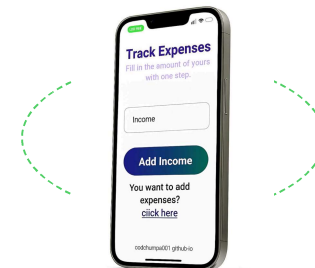 Track Expenses
Fill in the amount of yours
with one step.
Income
Add Income
You want to add
expenses?
ciick here
codchumpa001 github-io